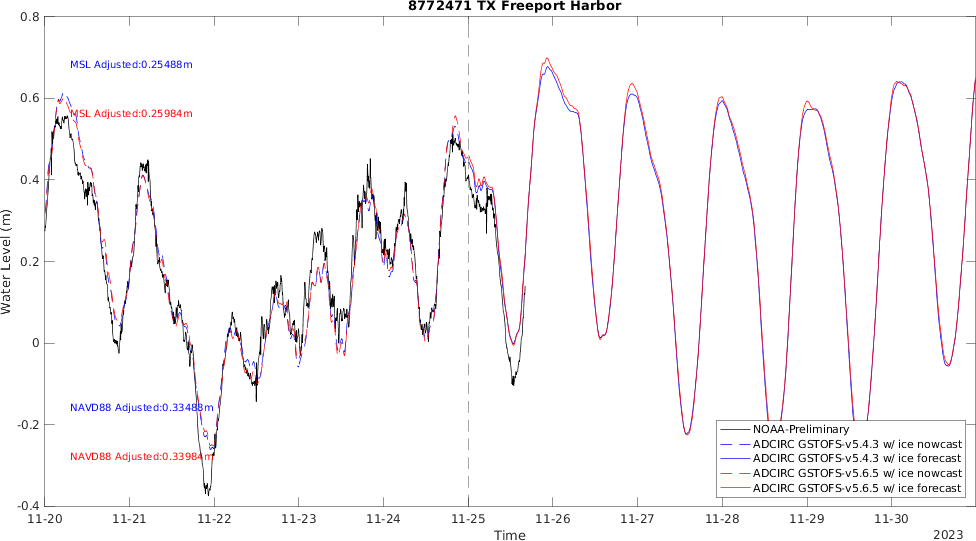 8772471 TX Freeport Harbor
0.8
0.6
0.4
0.2
0
-0.2
-0.4
Water Level (m)
MSL Adjusted:0.25488m
MSL Adjusted:0.25984m
NAVD88 Adjusted:0.33488m
NAVD88 Adjusted:0.33984m
NOAA-Preliminary
ADCIRC GSTOFS-v5.4.3 w/ ice nowcast
ADCIRC GSTOFS-v5.4.3 w/ ice forecast
ADCIRC GSTOFS-v5.6.5 w/ ice nowcast
ADCIRC GSTOFS-v5.6.5 w/ ice forecast
11-20 11-21 11-22 11-23 11-24 11-25 11-26 11-27 11-28 11-29 11-30
Time
2023